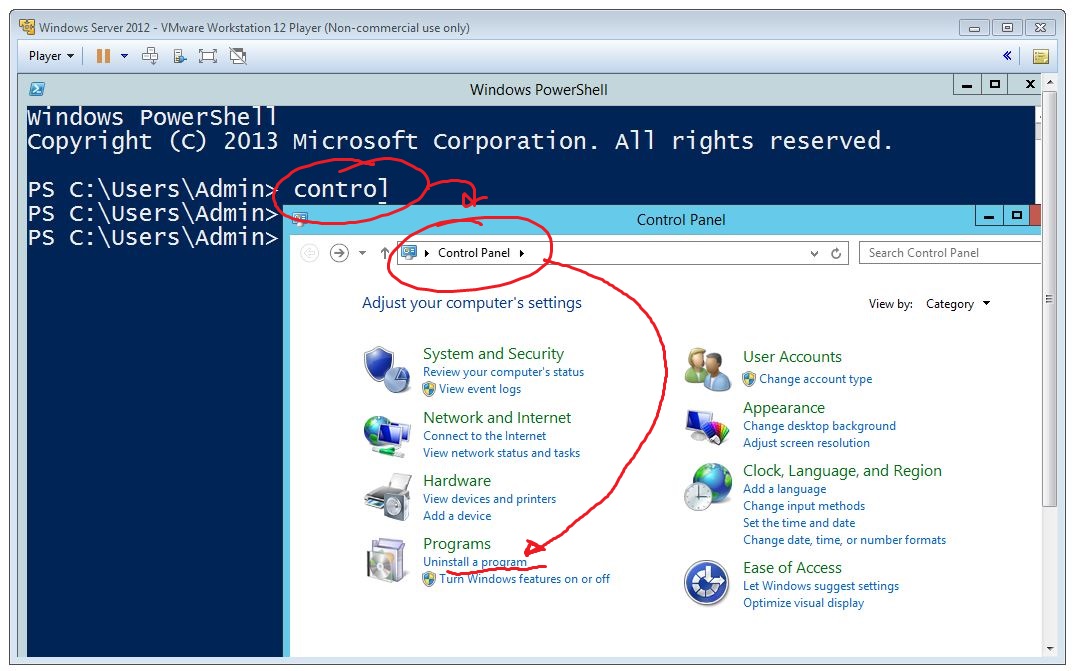 Windows Server 2012 - VMware Workstation 12 Player (Non-commercial use only)
Player
Windows PowerShell
Windows PowerShell
Copyright (C) 2013 Microsoft Corporation. All rights reserved.
PS C:\Users\Admin> control
PS C:\Users\Admin>
PS C:\Users\Admin>
Control Panel
Control Panel
Search Control Panel
Adjust your computer's settings
View by: Category
System and Security
Review your computer's status
View event logs
Network and Internet
Connect to the Internet
View network status and tasks
Hardware
View devices and printers
Add a device
Programs
Uninstall a program
Turn Windows features on or off
User Accounts
Change account type
Appearance
Change desktop background
Adjust screen resolution
Clock, Language, and Region
Add a language
Change input methods
Set the time and date
Change date, time, or number formats
Ease of Access
Let Windows suggest settings
Optimize visual display